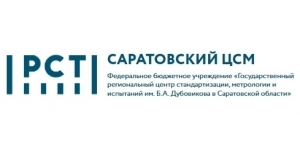 РСТ
САРАТОВСКИЙ ЦСМ
Федеральное бюджетное учреждение «Государственный
региональный центр стандартизации, метрологии и
испытаний им. Б.А. Дубовикова в Саратовской области»